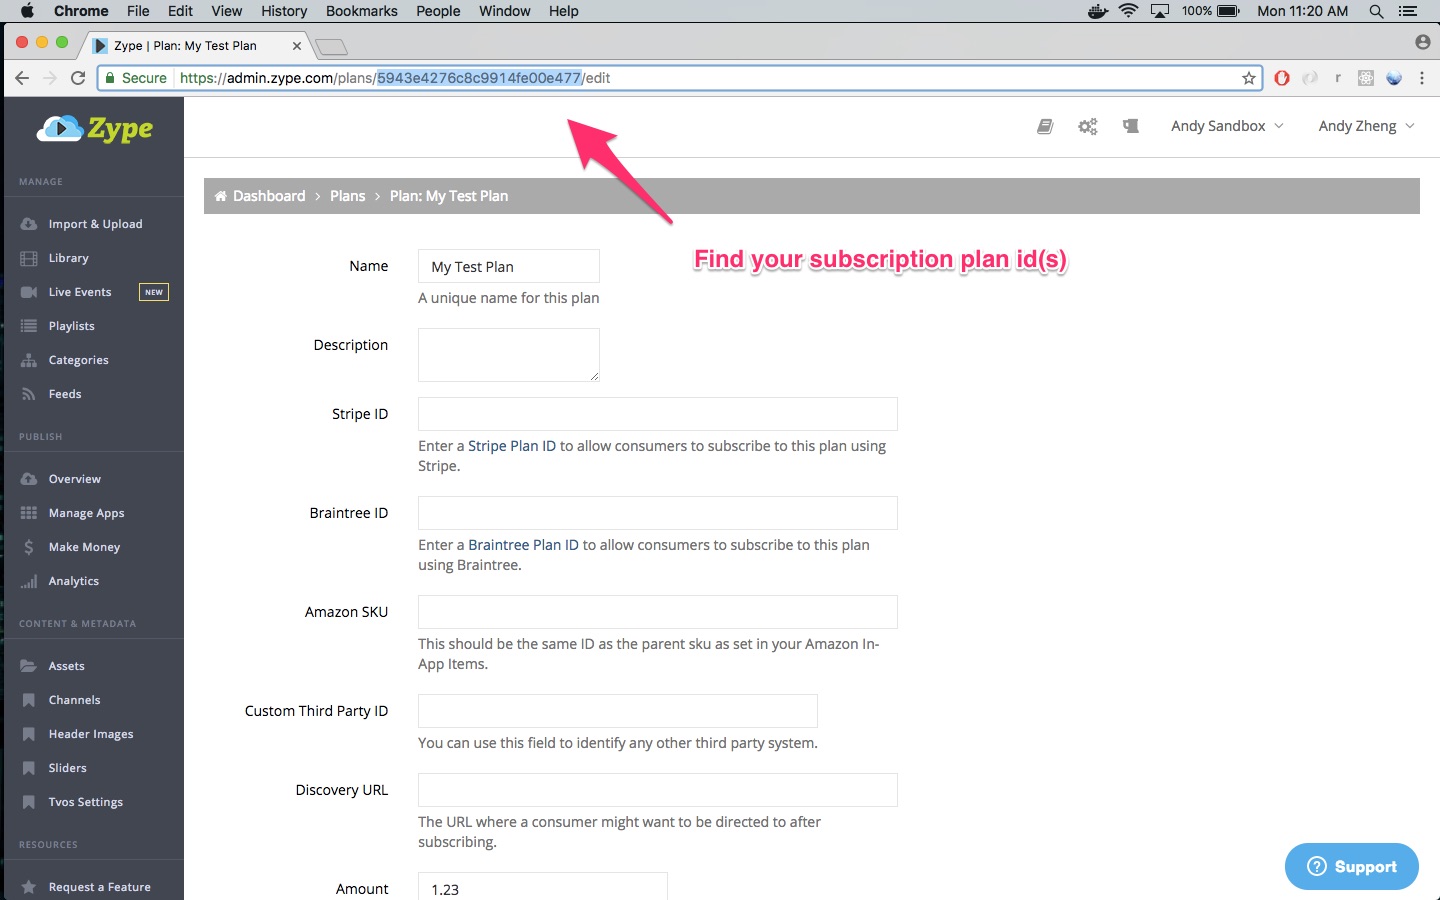 Chrome File Edit View History Bookmarks People Window Help 100% Mon 11:20 AM
Zype | Plan: My Test Plan
Secure https://admin.zype.com/plans/5943e4276c8c9914fe00e477/edit r
Zype
Andy Sandbox Andy Zheng
MANAGE
Import & Upload
Library
Live Events NEW
Playlists
Categories
Feeds
PUBLISH
Overview
Manage Apps
Make Money
Analytics
CONTENT & METADATA
Assets
Channels
Header Images
Sliders
Tvos Settings
RESOURCES
Request a Feature
Dashboard > Plans > Plan: My Test Plan
Find your subscription plan id(s)
Name My Test Plan
A unique name for this plan
Description
Stripe ID
Enter a Stripe Plan ID to allow consumers to subscribe to this plan using
Stripe.
Braintree ID
Enter a Braintree Plan ID to allow consumers to subscribe to this plan
using Braintree.
Amazon SKU
This should be the same ID as the parent sku as set in your Amazon In-
App Items.
Custom Third Party ID
You can use this field to identify any other third party system.
Discovery URL
The URL where a consumer might want to be directed to after
subscribing.
Amount 1.23
Support